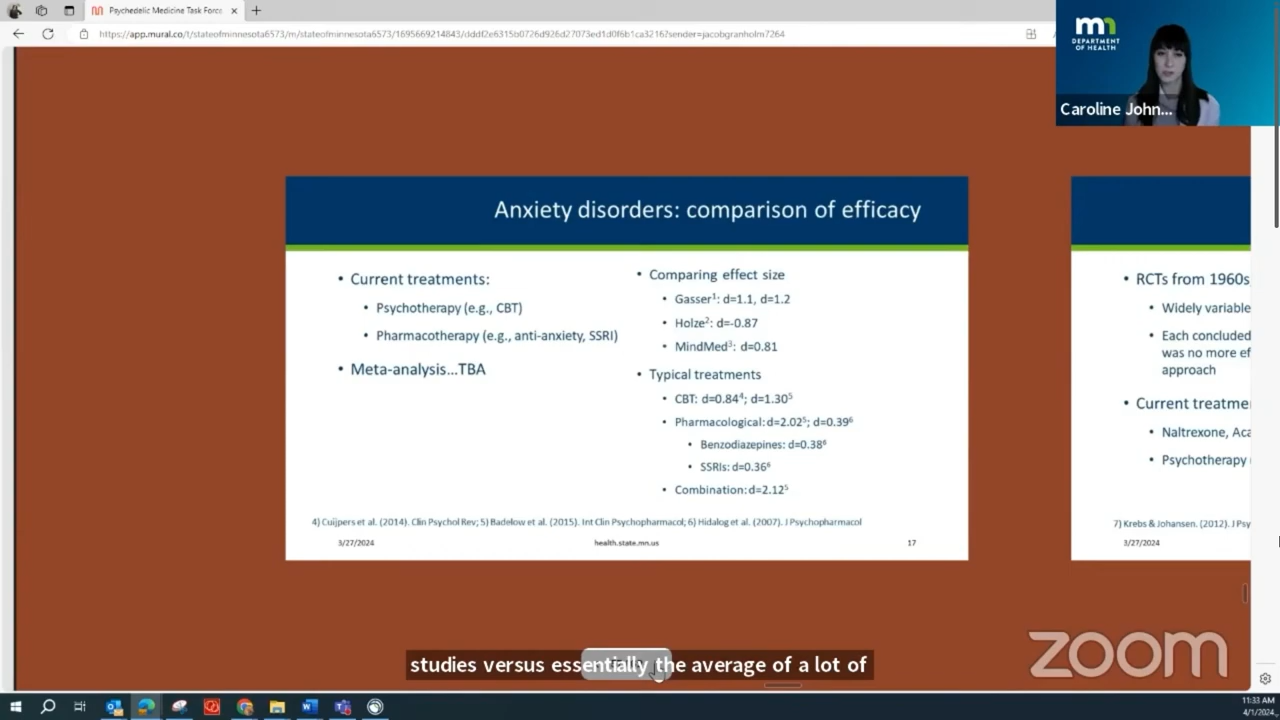 Psychedelic Medicine Task Force
https://app.mural.co/t/stateofminnesota6573/m/stateofminnesota6573/1695669214843/dddf2e6315b0726d926d27073ed1d0f6b1ca3216?sender=jacobgranholm7264
mn
DEPARTMENT
OF HEALTH
Caroline John...
Anxiety disorders: comparison of efficacy
• Current treatments:
• Psychotherapy (e.g., CBT)
• Pharmacotherapy (e.g., anti-anxiety, SSRI)
• Meta-analysis...TBA
• Comparing effect size
• Gasser1: d=1.1, d=1.2
• Holze2: d=-0.87
• MindMed3: d=0.81
• Typical treatments
• CBT: d=0.844; d=1.305
• Pharmacological: d=2.025; d=0.396
• Benzodiazepines: d=0.386
• SSRIs: d=0.366
• Combination: d=2.125
4) Cuijpers et al. (2014). Clin Psychol Rev; 5) Badelow et al. (2015). Int Clin Psychopharmacol; 6) Hidalog et al. (2007). J Psychopharmacol
3/27/2024
health.state.mn.us
17
• RCTs from 1960s
• Widely variable
• Each concluded
was no more ef
approach
• Current treatme
• Naltrexone, Aca
• Psychotherapy
7) Krebs & Johansen. (2012). J Psy
3/27/2024
studies versus essentially the average of a lot of
zoom
11:33 AM
4/1/2024